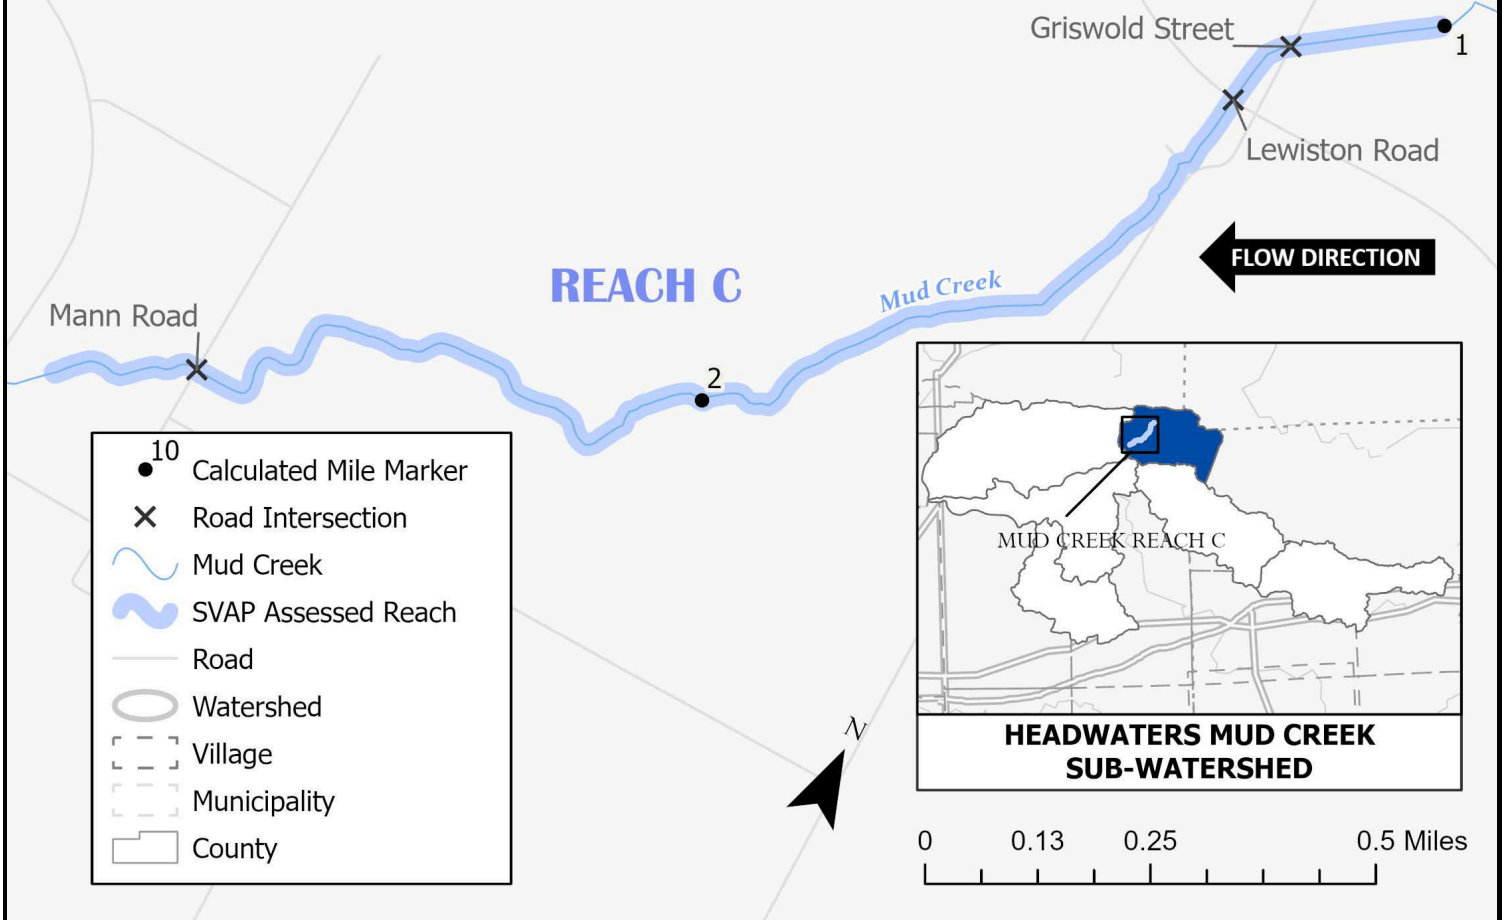 Griswold Street
1
Lewiston Road
FLOW DIRECTION
REACH C
Mud Creek
Mann Road
2
10
Calculated Mile Marker
Road Intersection
Mud Creek
SVAP Assessed Reach
Road
Watershed
Village
Municipality
County
N
MUD CREEK REACH C
HEADWATERS MUD CREEK
SUB-WATERSHED
0 0.13 0.25 0.5 Miles